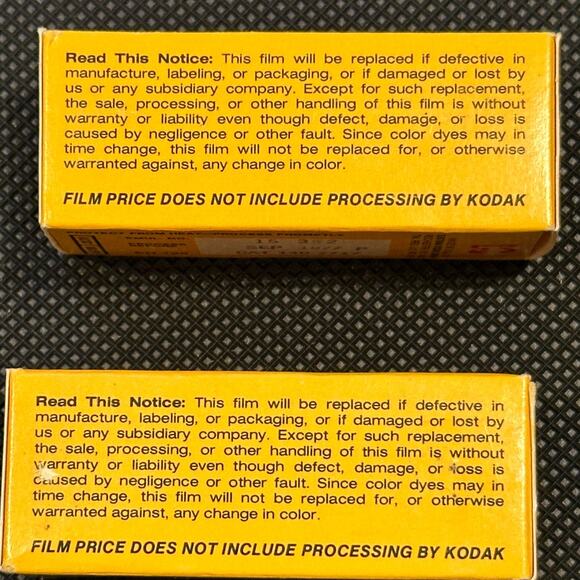 Read This Notice: This film will be replaced if defective in
manufacture, labeling, or packaging, or if damaged or lost by
us or any subsidiary company. Except for such replacement,
the sale, processing, or other handling of this film is without
warranty or liability even though defect, damage, or loss is
caused by negligence or other fault. Since color dyes may in
time change, this film will not be replaced for, or otherwise
warranted against, any change in color.
FILM PRICE DOES NOT INCLUDE PROCESSING BY KODAK
SEP 1977 P
Read This Notice: This film will be replaced if defective in
manufacture, labeling, or packaging, or if damaged or lost by
us or any subsidiary company. Except for such replacement,
the sale, processing, or other handling of this film is without
warranty or liability even though defect, damage, or loss is
caused by negligence or other fault. Since color dyes may in
time change, this film will not be replaced for, or otherwise
warranted against, any change in color.
FILM PRICE DOES NOT INCLUDE PROCESSING BY KODAK